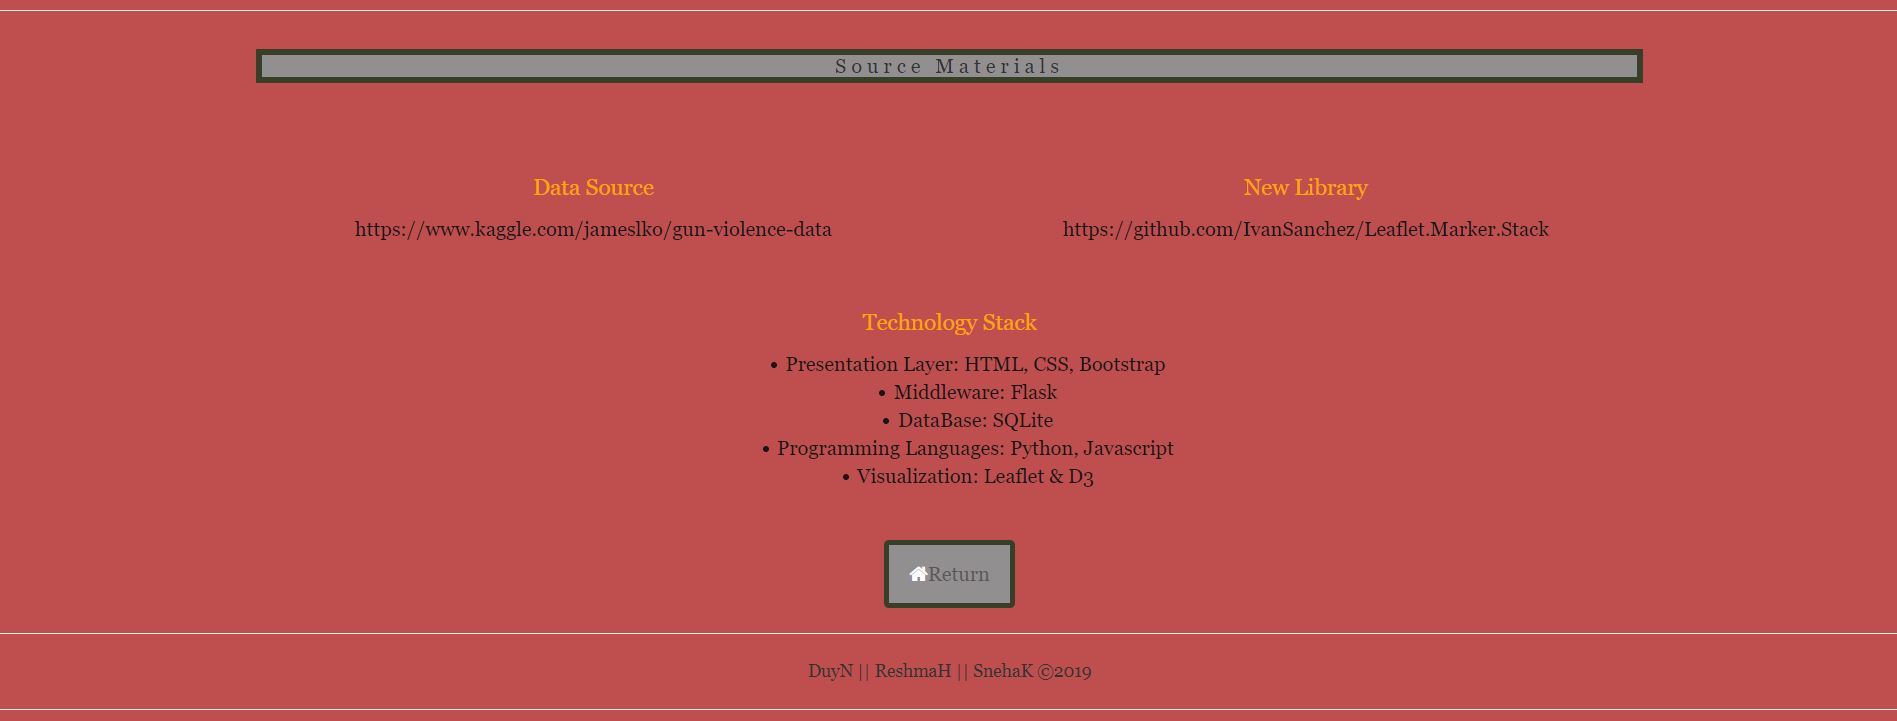 Source Materials
Data Source
https://www.kaggle.com/jameslko/gun-violence-data
New Library
https://github.com/IvanSanchez/Leaflet.Marker.Stack
Technology Stack
• Presentation Layer: HTML, CSS, Bootstrap
• Middleware: Flask
• DataBase: SQLite
• Programming Languages: Python, Javascript
• Visualization: Leaflet & D3
Return
DuyN || ReshmaH || SnehaK ©2019